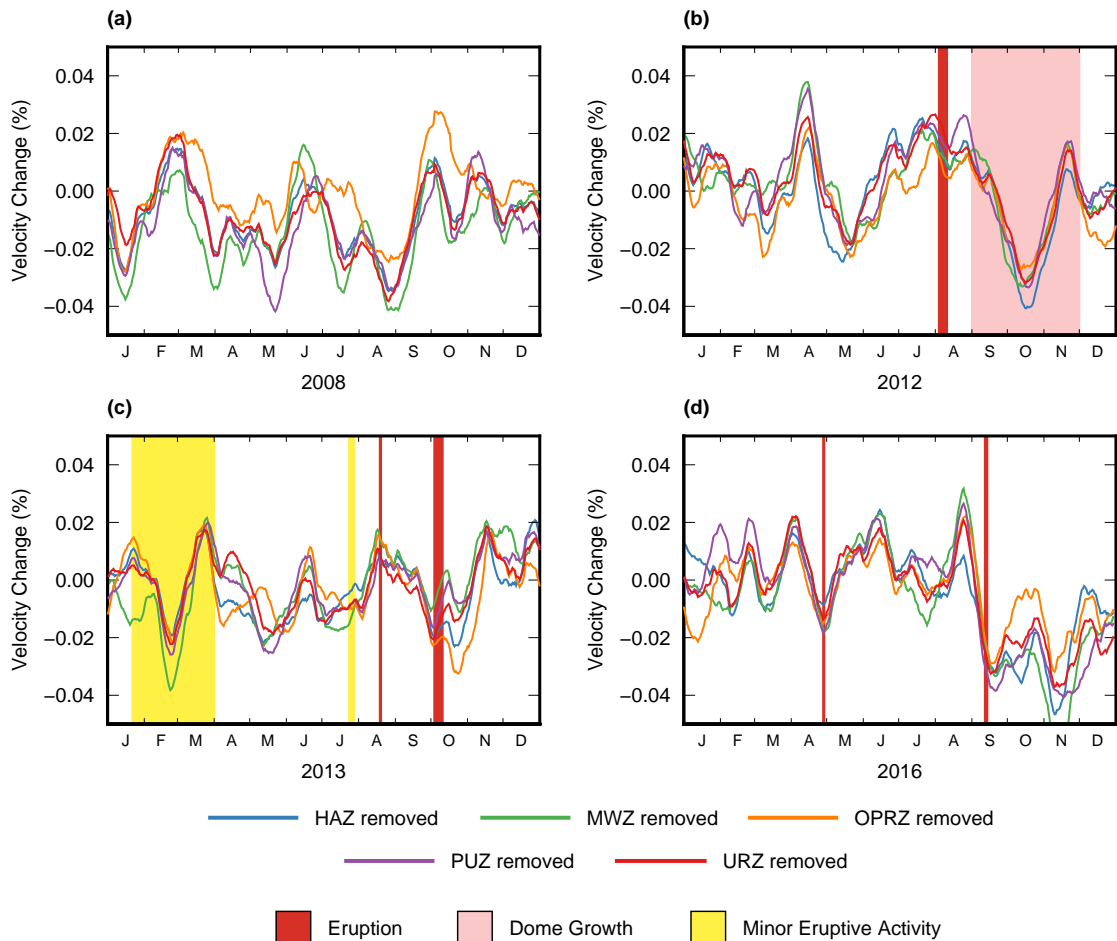 (a)
(b)
Velocity Change (%)
0.04
0.02
0.00
−0.02
−0.04
J F M A M J J A S O N D
2008
Velocity Change (%)
0.04
0.02
0.00
−0.02
−0.04
J F M A M J J A S O N D
2012
(c)
(d)
Velocity Change (%)
0.04
0.02
0.00
−0.02
−0.04
J F M A M J J A S O N D
2013
Velocity Change (%)
0.04
0.02
0.00
−0.02
−0.04
J F M A M J J A S O N D
2016
HAZ removed
MWZ removed
OPRZ removed
PUZ removed
URZ removed
Eruption
Dome Growth
Minor Eruptive Activity